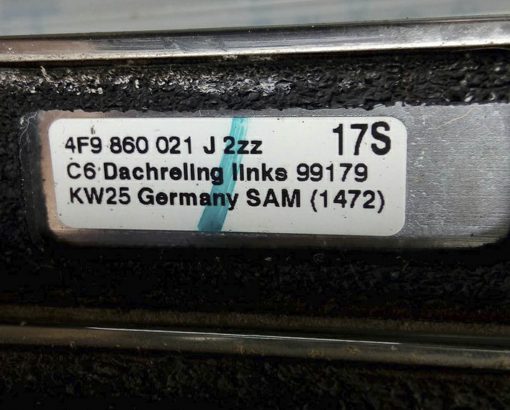 4F9 860 021 J 2zz 17S
C6 Dachreling links 99179
KW25 Germany SAM (1472)